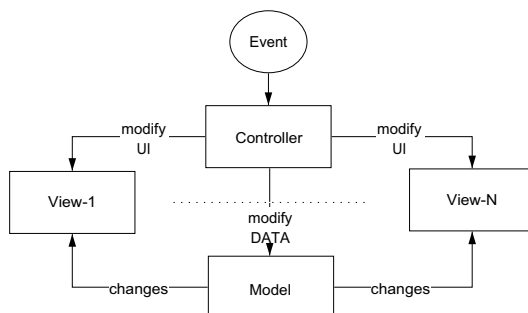 Event
Controller
modify
UI
modify
UI
View-1
View-N
modify
DATA
changes
Model
changes